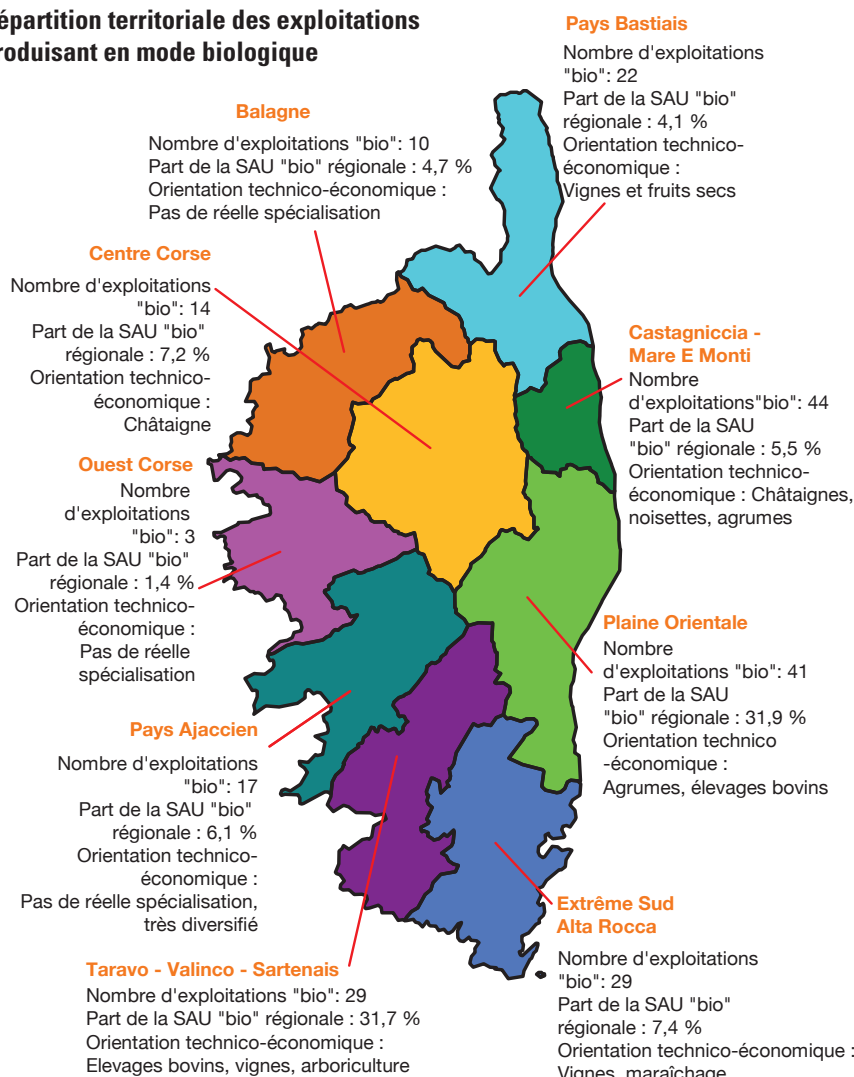 épartition territoriale des exploitations
roduisant en mode biologique
Pays Bastiais
Nombre d'exploitations
"bio": 22
Part de la SAU "bio"
régionale : 4,1 %
Orientation technico-
économique :
Vignes et fruits secs
Balagne
Nombre d'exploitations "bio": 10
Part de la SAU "bio" régionale : 4,7 %
Orientation technico-économique :
Pas de réelle spécialisation
Centre Corse
Nombre d'exploitations
"bio": 14
Part de la SAU "bio"
régionale : 7,2 %
Orientation technico-
économique :
Châtaigne
Castagniccia -
Mare E Monti
Nombre
d'exploitations"bio": 44
Part de la SAU
"bio" régionale : 5,5 %
Orientation technico-
économique : Châtaignes,
noisettes, agrumes
Ouest Corse
Nombre
d'exploitations
"bio": 3
Part de la SAU "bio"
régionale : 1,4 %
Orientation technico-
économique :
Pas de réelle
spécialisation
Plaine Orientale
Nombre
d'exploitations "bio": 41
Part de la SAU
"bio" régionale : 31,9 %
Orientation technico
-économique :
Agrumes, élevages bovins
Pays Ajaccien
Nombre d'exploitations
"bio": 17
Part de la SAU "bio"
régionale : 6,1 %
Orientation technico-
économique :
Pas de réelle spécialisation,
très diversifié
Extrême Sud
Alta Rocca
Nombre d'exploitations
"bio": 29
Part de la SAU "bio"
régionale : 7,4 %
Orientation technico-économique :
Vignes, maraîchage
Taravo - Valinco - Sartenais
Nombre d'exploitations "bio": 29
Part de la SAU "bio" régionale : 31,7 %
Orientation technico-économique :
Elevages bovins, vignes, arboriculture